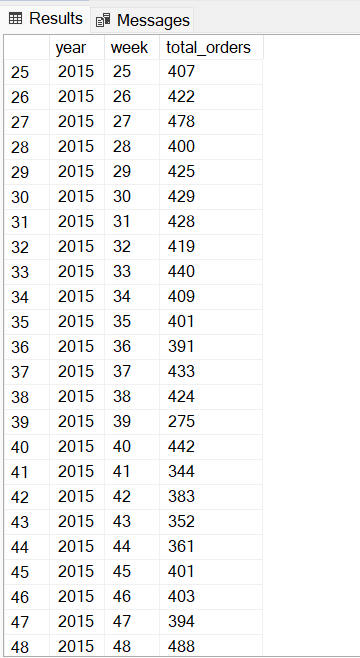 Results Messages
year week total_orders
25 2015 25 407
26 2015 26 422
27 2015 27 478
28 2015 28 400
29 2015 29 425
30 2015 30 429
31 2015 31 428
32 2015 32 419
33 2015 33 440
34 2015 34 409
35 2015 35 401
36 2015 36 391
37 2015 37 433
38 2015 38 424
39 2015 39 275
40 2015 40 442
41 2015 41 344
42 2015 42 383
43 2015 43 352
44 2015 44 361
45 2015 45 401
46 2015 46 403
47 2015 47 394
48 2015 48 488